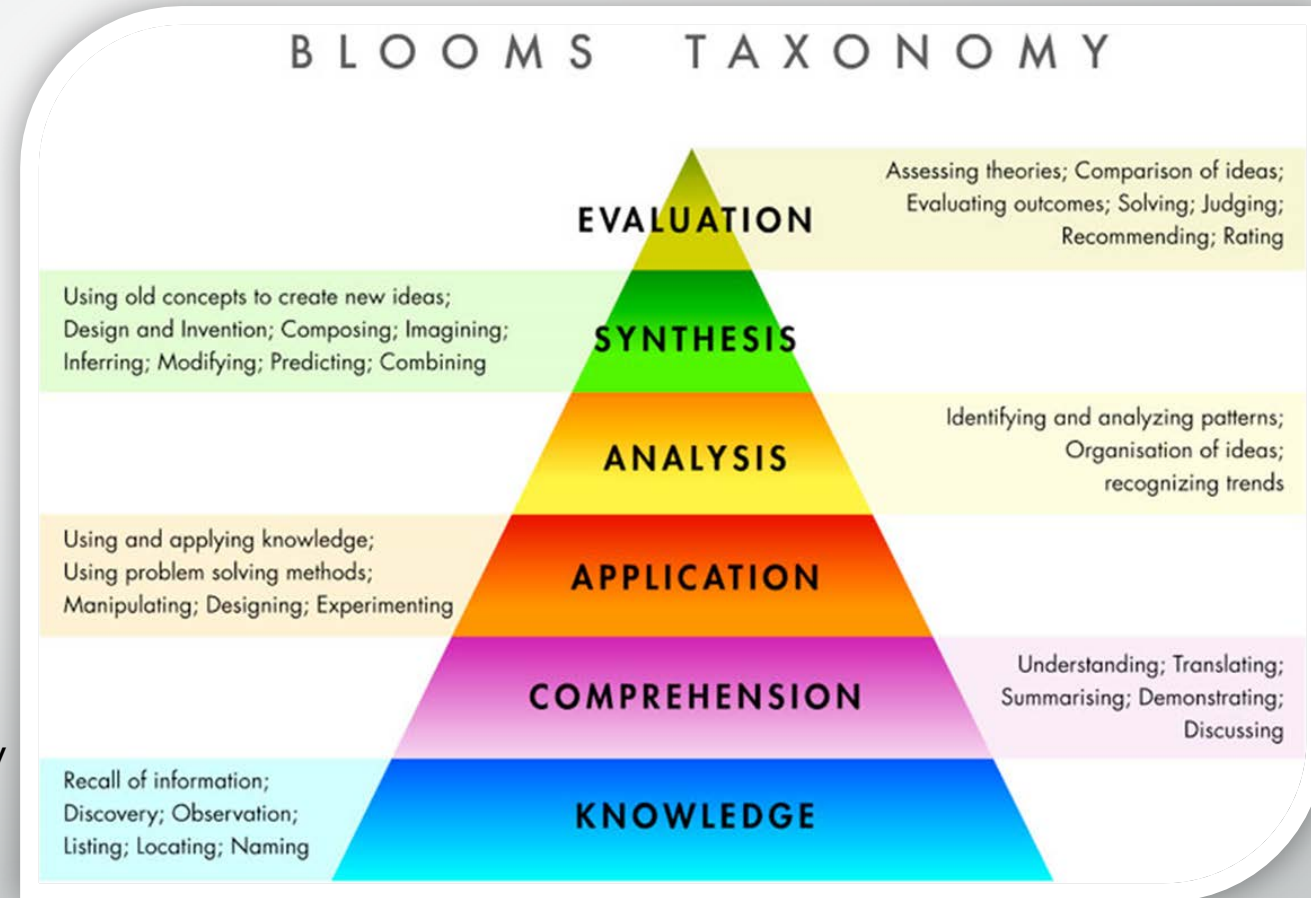 BLOOMS TAXONOMY
EVALUATION
Assessing theories; Comparison of ideas;
Evaluating outcomes; Solving; Judging;
Recommending; Rating
Using old concepts to create new ideas;
Design and Invention; Composing; Imagining;
Inferring; Modifying; Predicting; Combining
SYNTHESIS
ANALYSIS
Identifying and analyzing patterns;
Organisation of ideas;
recognizing trends
Using and applying knowledge;
Using problem solving methods;
Manipulating; Designing; Experimenting
APPLICATION
COMPREHENSION
Understanding; Translating;
Summarising; Demonstrating;
Discussing
Recall of information;
Discovery; Observation;
Listing; Locating; Naming
KNOWLEDGE